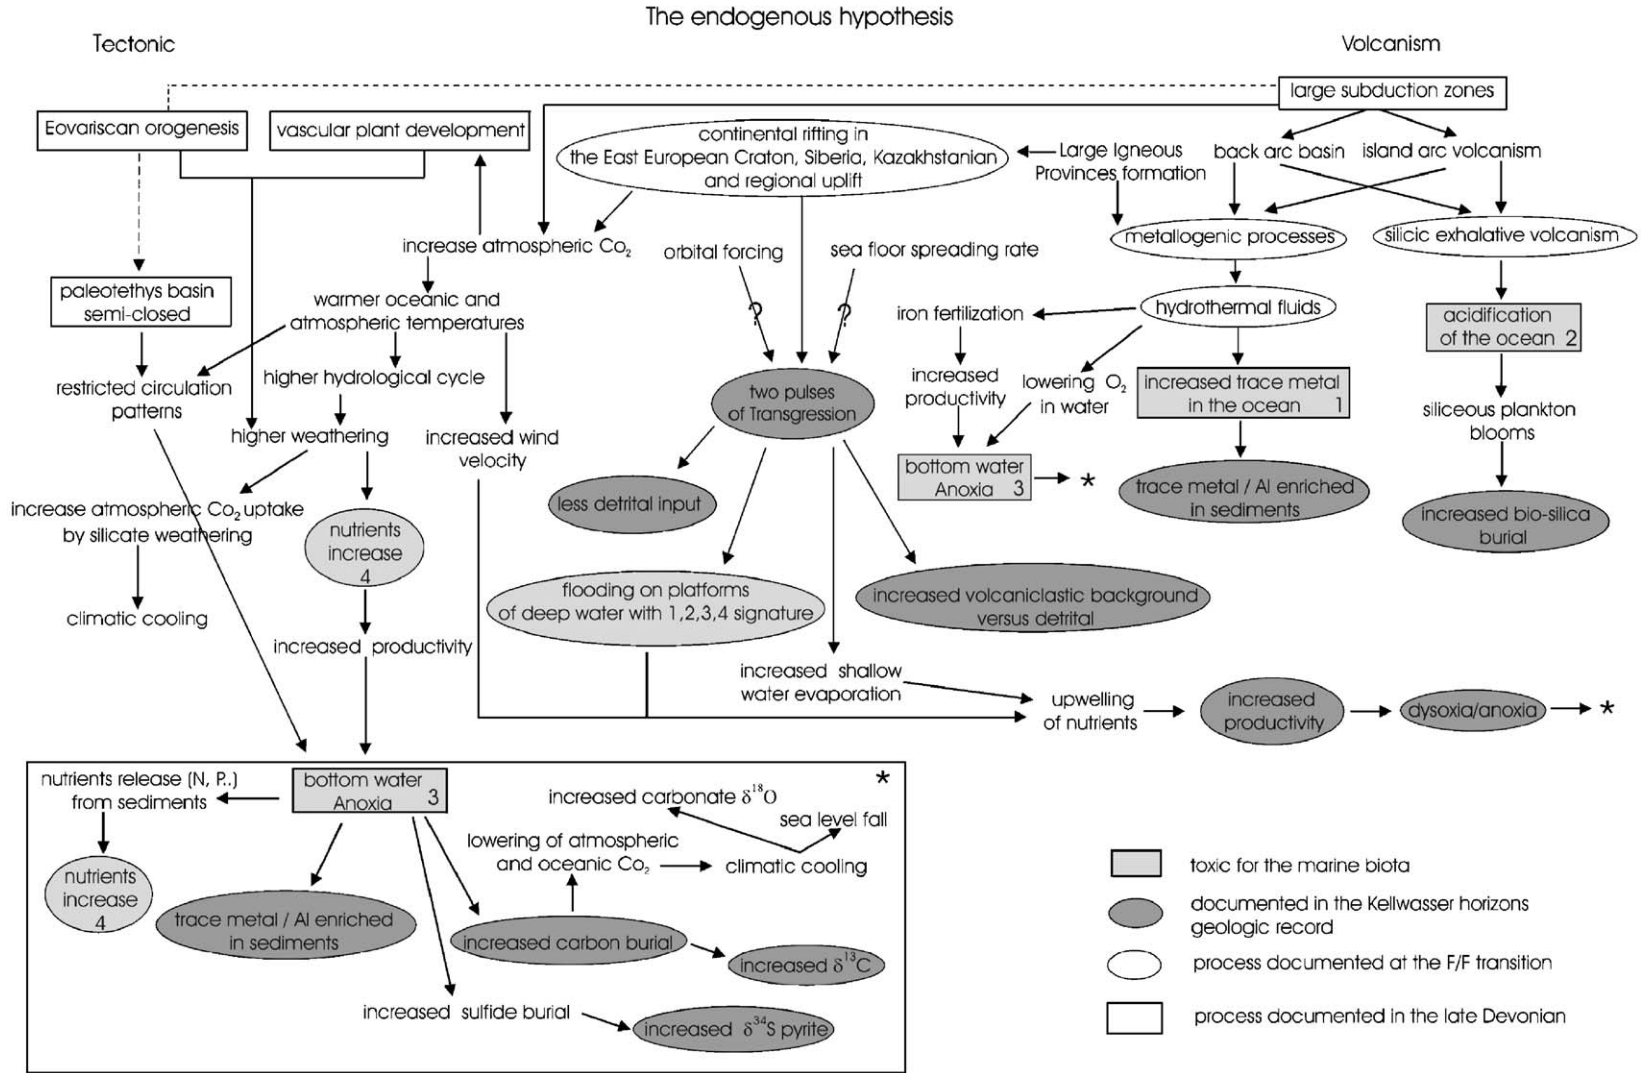 The endogenous hypothesis
Tectonic
Volcanism
large subduction zones
Eovariscan orogenesis
vascular plant development
continental rifting in
the East European Craton, Siberia, Kazakhstanian
and regional uplift
Large Igneous
Provinces formation
back arc basin
island arc volcanism
increase atmospheric Co₂
orbital forcing
sea floor spreading rate
metallogenic processes
silicic exhalative volcanism
paleotethys basin
semi-closed
warmer oceanic and
atmospheric temperatures
?
?
iron fertilization
hydrothermal fluids
acidification
of the ocean 2
restricted circulation
patterns
higher hydrological cycle
two pulses
of Transgression
increased
productivity
lowering O₂
in water
increased trace metal
in the ocean 1
siliceous plankton
blooms
higher weathering
increased wind
velocity
bottom water
Anoxia 3
*
trace metal / Al enriched
in sediments
increased bio-silica
burial
less detrital input
increase atmospheric Co₂ uptake
by silicate weathering
nutrients
increase
4
climatic cooling
flooding on platforms
of deep water with 1,2,3,4 signature
increased volcaniclastic background
versus detrital
increased productivity
increased shallow
water evaporation
upwelling
of nutrients
increased
productivity
dysoxia/anoxia
*
nutrients release (N, P..)
from sediments
bottom water
Anoxia 3
*
increased carbonate δ¹⁸O
sea level fall
lowering of atmospheric
and oceanic Co₂
climatic cooling
nutrients
increase
4
trace metal / Al enriched
in sediments
increased carbon burial
increased δ¹³C
increased sulfide burial
increased δ³⁴S pyrite
toxic for the marine biota
documented in the Kellwasser horizons
geologic record
process documented at the F/F transition
process documented in the late Devonian